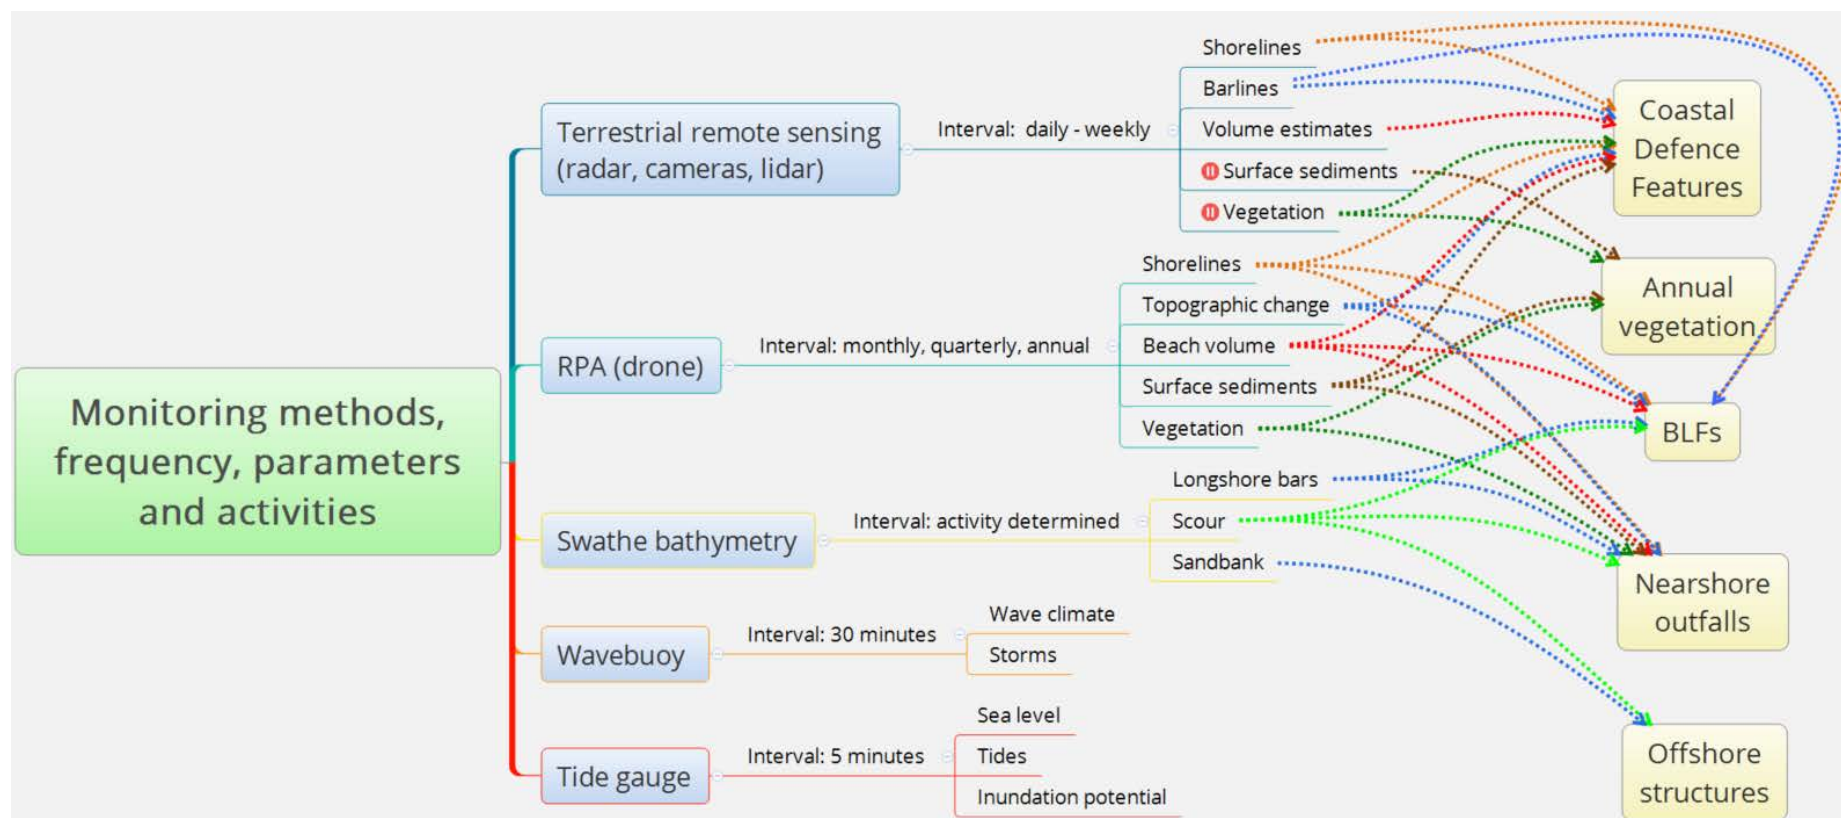 Monitoring methods,
frequency, parameters
and activities
Terrestrial remote sensing
(radar, cameras, lidar)
Interval: daily - weekly
Shorelines
Barlines
Volume estimates
Surface sediments
Vegetation
RPA (drone)
Interval: monthly, quarterly, annual
Shorelines
Topographic change
Beach volume
Surface sediments
Vegetation
Swathe bathymetry
Interval: activity determined
Longshore bars
Scour
Sandbank
Wavebuoy
Interval: 30 minutes
Wave climate
Storms
Tide gauge
Interval: 5 minutes
Sea level
Tides
Inundation potential
Coastal
Defence
Features
Annual
vegetation
BLFs
Nearshore
outfalls
Offshore
structures